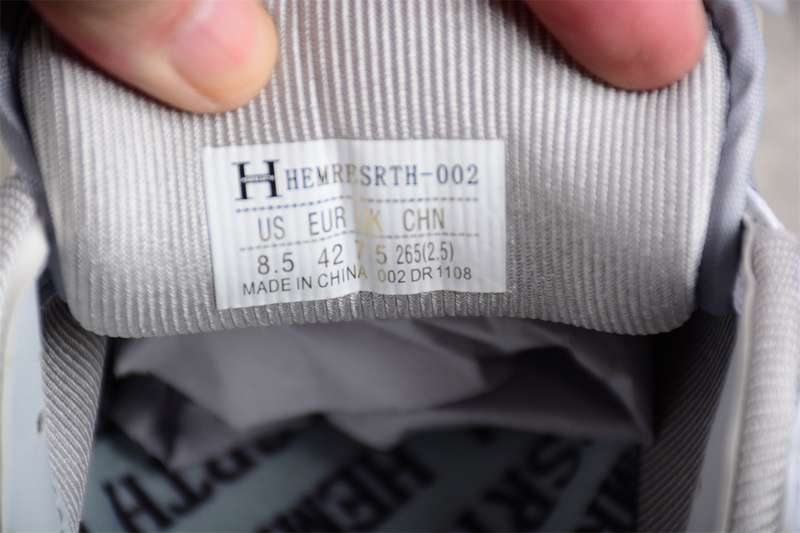 H HEMRESRTH-002
US EUR UK CHN
8.5 42 7.5 265(2.5)
MADE IN CHINA 002 DR 1108
HEM